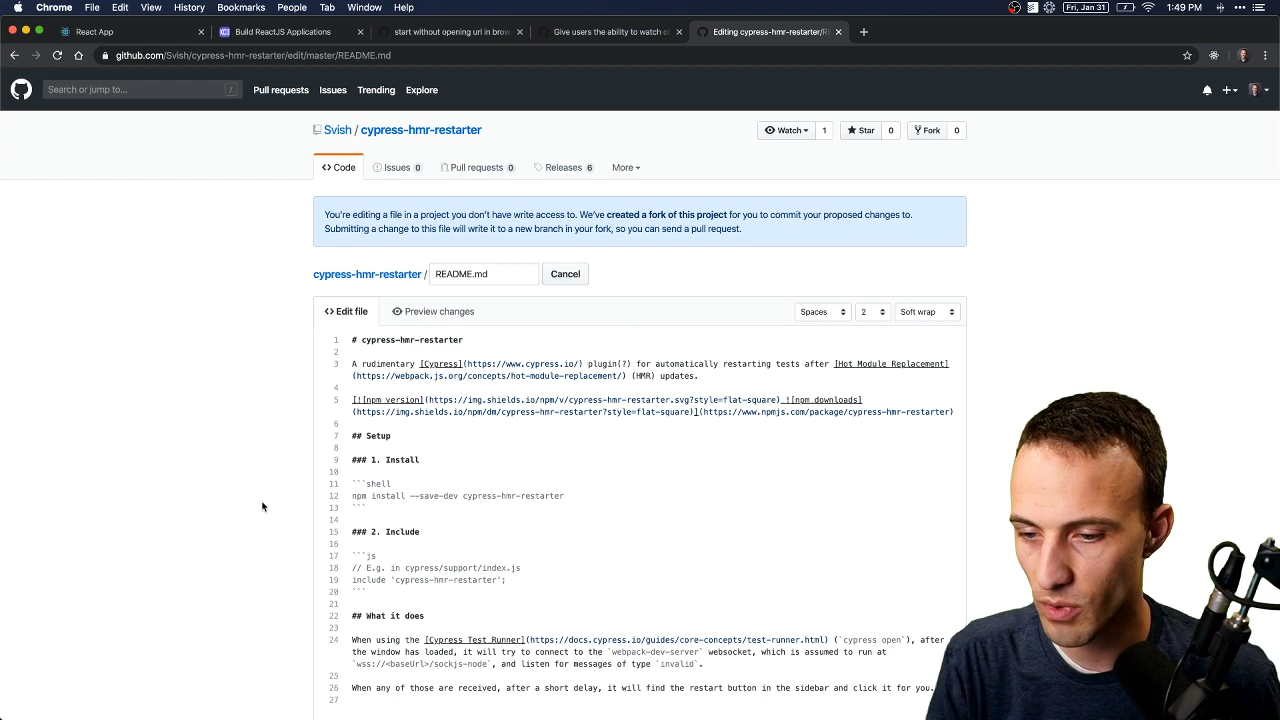 Chrome File Edit View History Bookmarks People Tab Window Help Fri, Jan 31 1:49 PM
React App × Build ReactJS Applications × start without opening url in brow × Give users the ability to watch ol × Editing cypress-hmr-restarter/RE × +
github.com/Svish/cypress-hmr-restarter/edit/master/README.md
Search or jump to... / Pull requests Issues Trending Explore
Svish / cypress-hmr-restarter Watch 1 Star 0 Fork 0
<> Code Issues 0 Pull requests 0 Releases 6 More
You're editing a file in a project you don't have write access to. We've created a fork of this project for you to commit your proposed changes to.
Submitting a change to this file will write it to a new branch in your fork, so you can send a pull request.
cypress-hmr-restarter / README.md Cancel
<> Edit file Preview changes Spaces 2 Soft wrap
1 # cypress-hmr-restarter
2
3 A rudimentary [Cypress](https://www.cypress.io/) plugin(?) for automatically restarting tests after [Hot Module Replacement]
(https://webpack.js.org/concepts/hot-module-replacement/) (HMR) updates.
4
5 [![npm version](https://img.shields.io/npm/v/cypress-hmr-restarter.svg?style=flat-square) ![npm downloads]
(https://img.shields.io/npm/dm/cypress-hmr-restarter?style=flat-square)](https://www.npmjs.com/package/cypress-hmr-restarter)
6
7 ## Setup
8
9 ### 1. Install
10
11 ```shell
12 npm install --save-dev cypress-hmr-restarter
13 ```
14
15 ### 2. Include
16
17 ```js
18 // E.g. in cypress/support/index.js
19 include 'cypress-hmr-restarter';
20 ```
21
22 ## What it does
23
24 When using the [Cypress Test Runner](https://docs.cypress.io/guides/core-concepts/test-runner.html) (`cypress open`), after
the window has loaded, it will try to connect to the `webpack-dev-server` websocket, which is assumed to run at
`wss://<baseUrl>/sockjs-node`, and listen for messages of type `invalid`.
25
26 When any of those are received, after a short delay, it will find the restart button in the sidebar and click it for you.
27